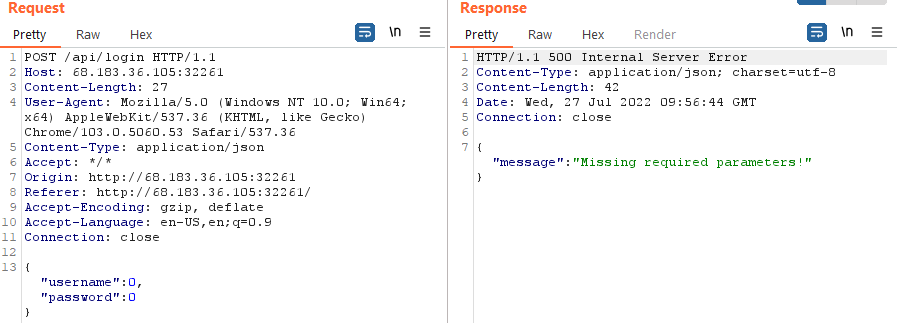 Request
Pretty Raw Hex \n
1 POST /api/login HTTP/1.1
2 Host: 68.183.36.105:32261
3 Content-Length: 27
4 User-Agent: Mozilla/5.0 (Windows NT 10.0; Win64;
x64) AppleWebKit/537.36 (KHTML, like Gecko)
Chrome/103.0.5060.53 Safari/537.36
5 Content-Type: application/json
6 Accept: */*
7 Origin: http://68.183.36.105:32261
8 Referer: http://68.183.36.105:32261/
9 Accept-Encoding: gzip, deflate
10 Accept-Language: en-US,en;q=0.9
11 Connection: close
12
13 {
"username":0,
"password":0
}
Response
Pretty Raw Hex Render \n
1 HTTP/1.1 500 Internal Server Error
2 Content-Type: application/json; charset=utf-8
3 Content-Length: 42
4 Date: Wed, 27 Jul 2022 09:56:44 GMT
5 Connection: close
6
7 {
"message":"Missing required parameters!"
}